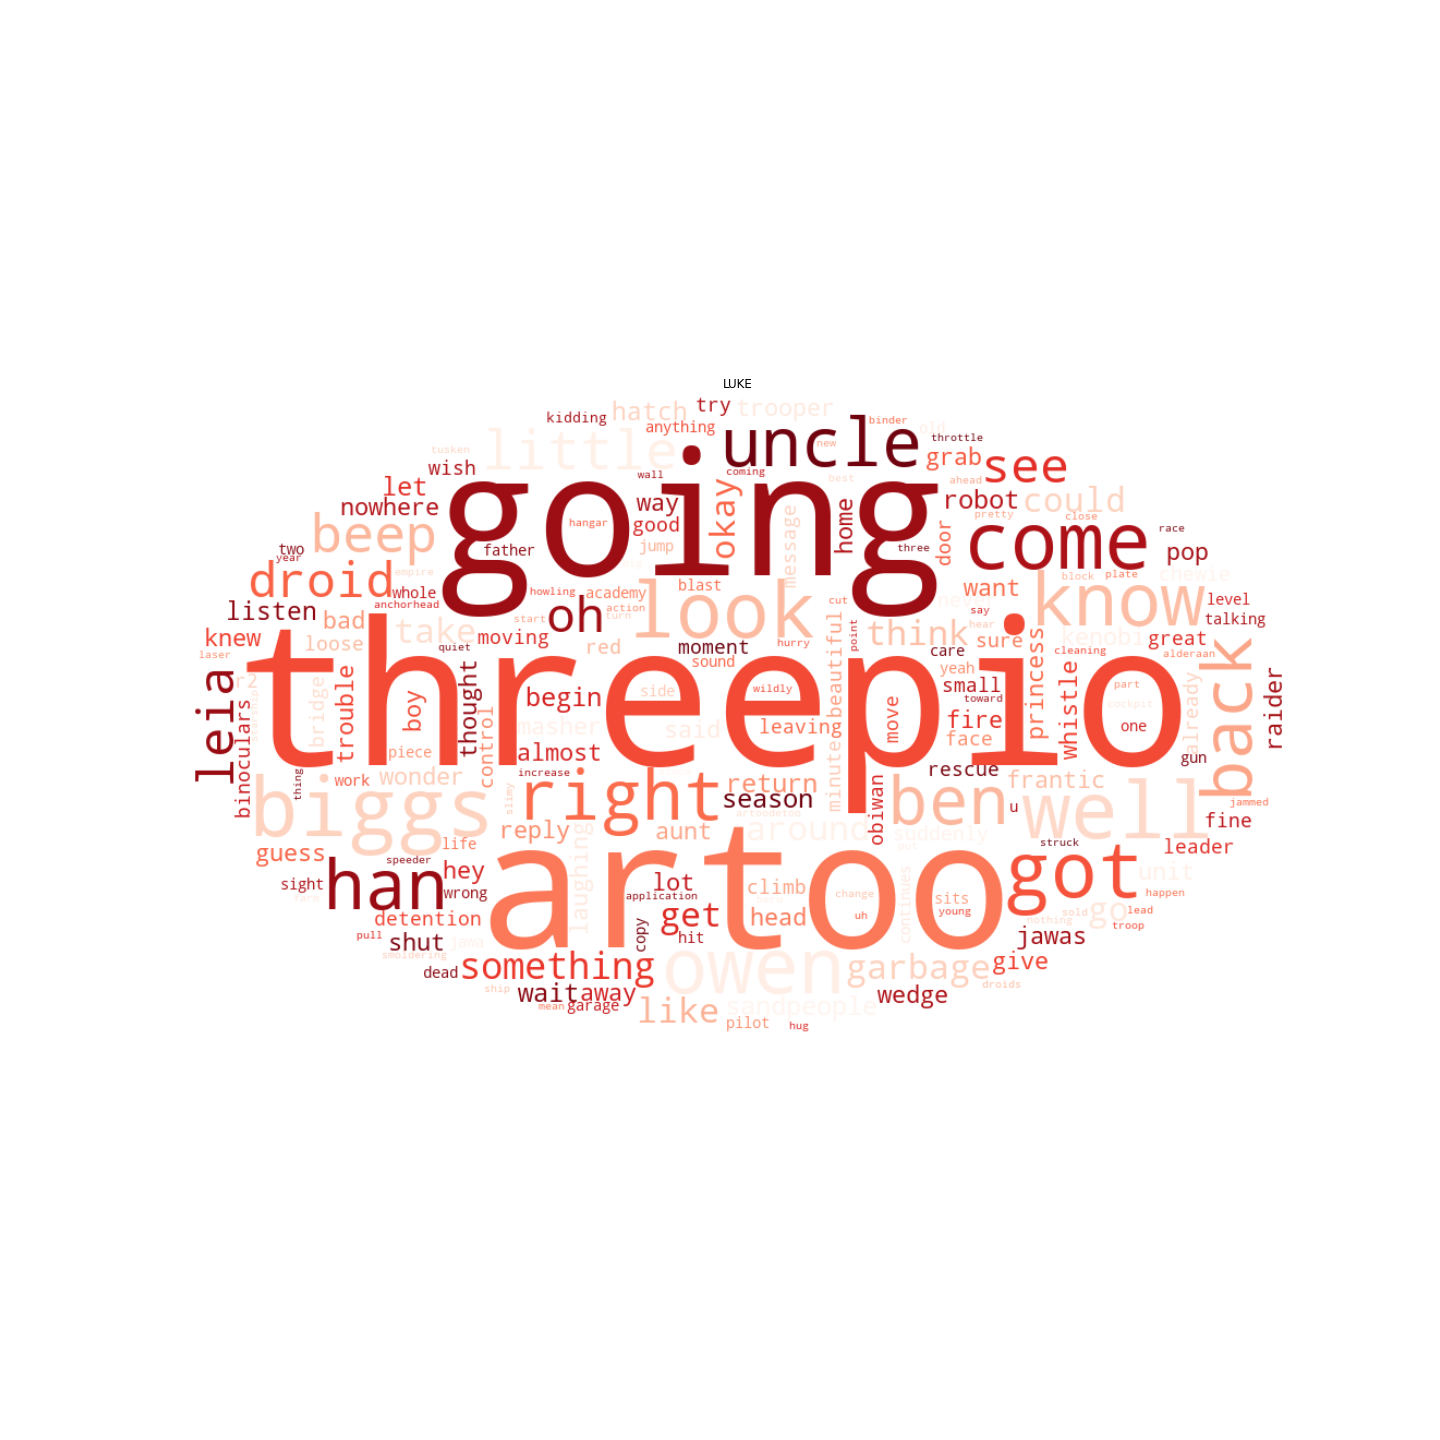 LUKE
kidding
hatch
try
trooper
anything
binder
old
throttle
tusken
little
going
uncle
new
grab
see
wish
wall
coming
best
ahead
let
nowhere
way
okay
robot
could
beep
good
hangar
home
pretty
close
race
two
year
father
jump
message
three
door
come
pop
droid
empire
whole
howling
academy
blast
want
block
plate
chewie
listen
anchorhead
action
look
cut
know
level
bad
take
start
turn
oh
say
talking
knew
loose
moving
red
moment
hurry
point
think
hear
sure
kenobi
great
laser
quiet
sound
beautiful
care
princess
cleaning
alderaan
r2
leia
threepio
yeah
small
whistle
back
raider
starship
bridge
trouble
boy
thought
begin
side
wildly
toward
part
cockpit
already
binoculars
control
masher
said
leaving
move
fire
face
one
piece
almost
gun
thing
work
wonder
increase
return
minute
rescue
frantic
biggs
slimy
right
season
obiwan
ben
u
well
jammed
reply
aunt
artoodetoo
around
suddenly
fine
guess
life
struck
leader
speeder
hey
laughing
han
sight
wrong
artoo
lot
climb
change
continues
out
sits
got
unit
happen
farm
application
young
detention
get
head
uh
nothing
sold
go
lead
troop
pull
shut
jawa
copy
hit
jawas
smoldering
dead
something
owen
garbage
give
ship
wait
away
wedge
droids
mean
garage
like
sandpeople
pilot
hug